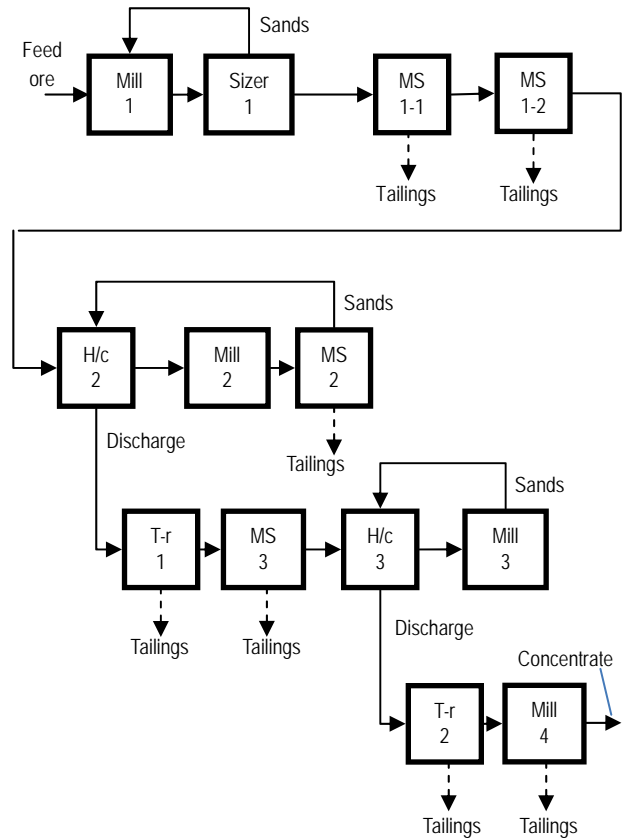 Sands
Feed
ore
Mill
1
Sizer
1
MS
1-1
MS
1-2
Tailings
Tailings
Sands
H/c
2
Mill
2
MS
2
Discharge
Tailings
Sands
T-r
1
MS
3
H/c
3
Mill
3
Tailings
Tailings
Discharge
Concentrate
T-r
2
Mill
4
Tailings
Tailings